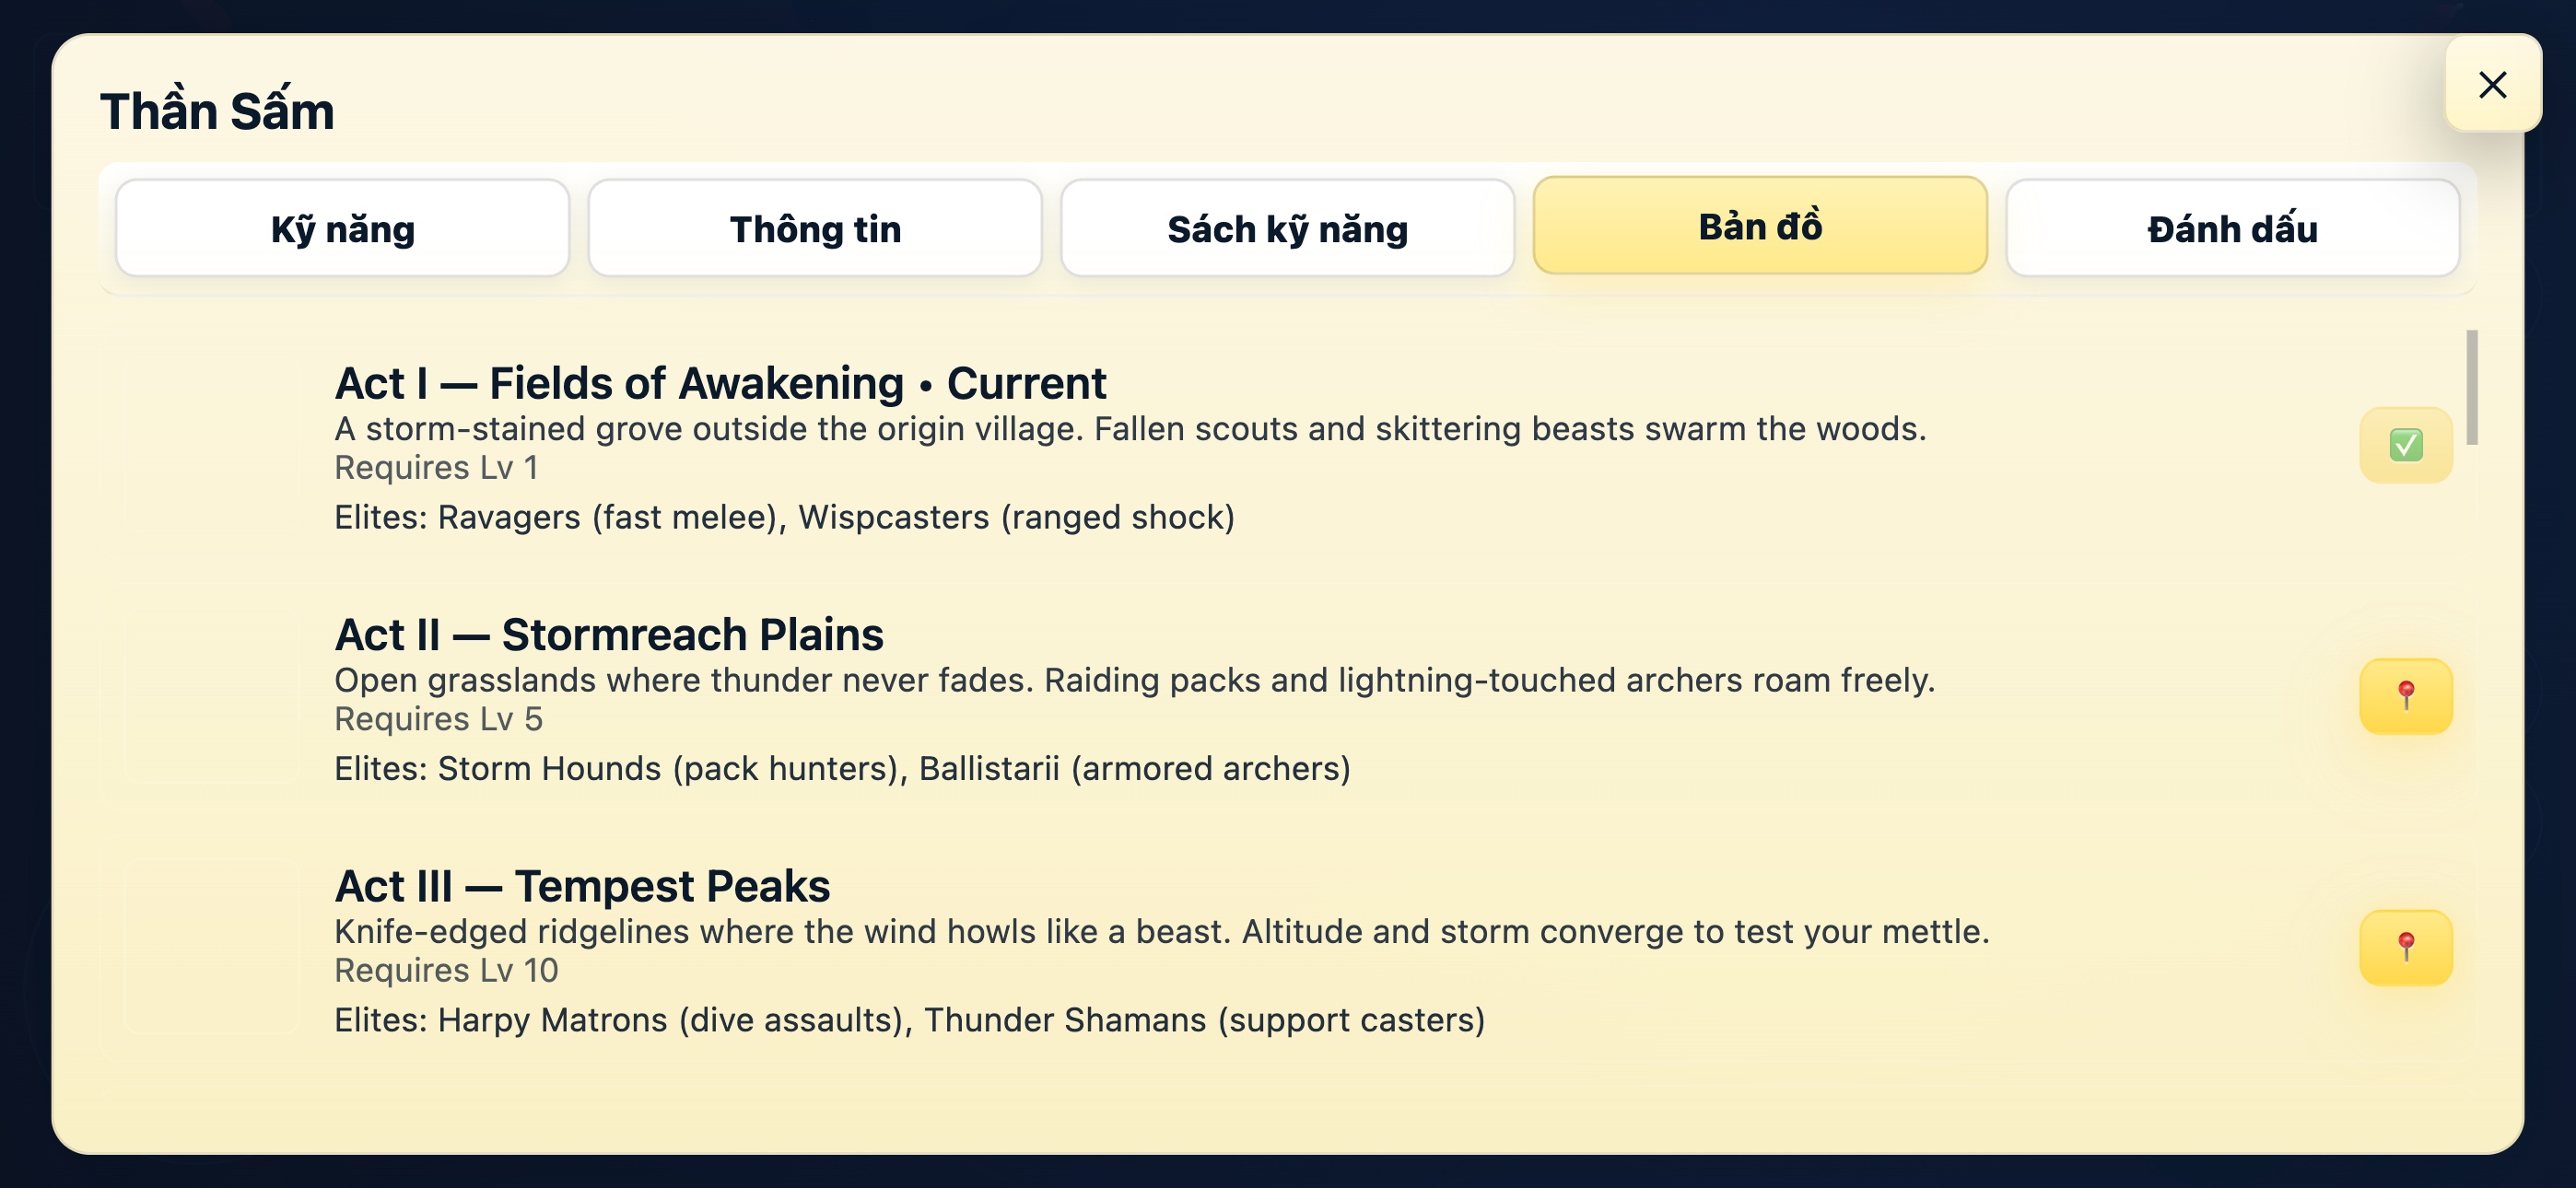 Thần Sấm
Kỹ năng
Thông tin
Sách kỹ năng
Bản đồ
Đánh dấu
Act I — Fields of Awakening • Current
A storm-stained grove outside the origin village. Fallen scouts and skittering beasts swarm the woods.
Requires Lv 1
Elites: Ravagers (fast melee), Wispcasters (ranged shock)
Act II — Stormreach Plains
Open grasslands where thunder never fades. Raiding packs and lightning-touched archers roam freely.
Requires Lv 5
Elites: Storm Hounds (pack hunters), Ballistarii (armored archers)
Act III — Tempest Peaks
Knife-edged ridgelines where the wind howls like a beast. Altitude and storm converge to test your mettle.
Requires Lv 10
Elites: Harpy Matrons (dive assaults), Thunder Shamans (support casters)